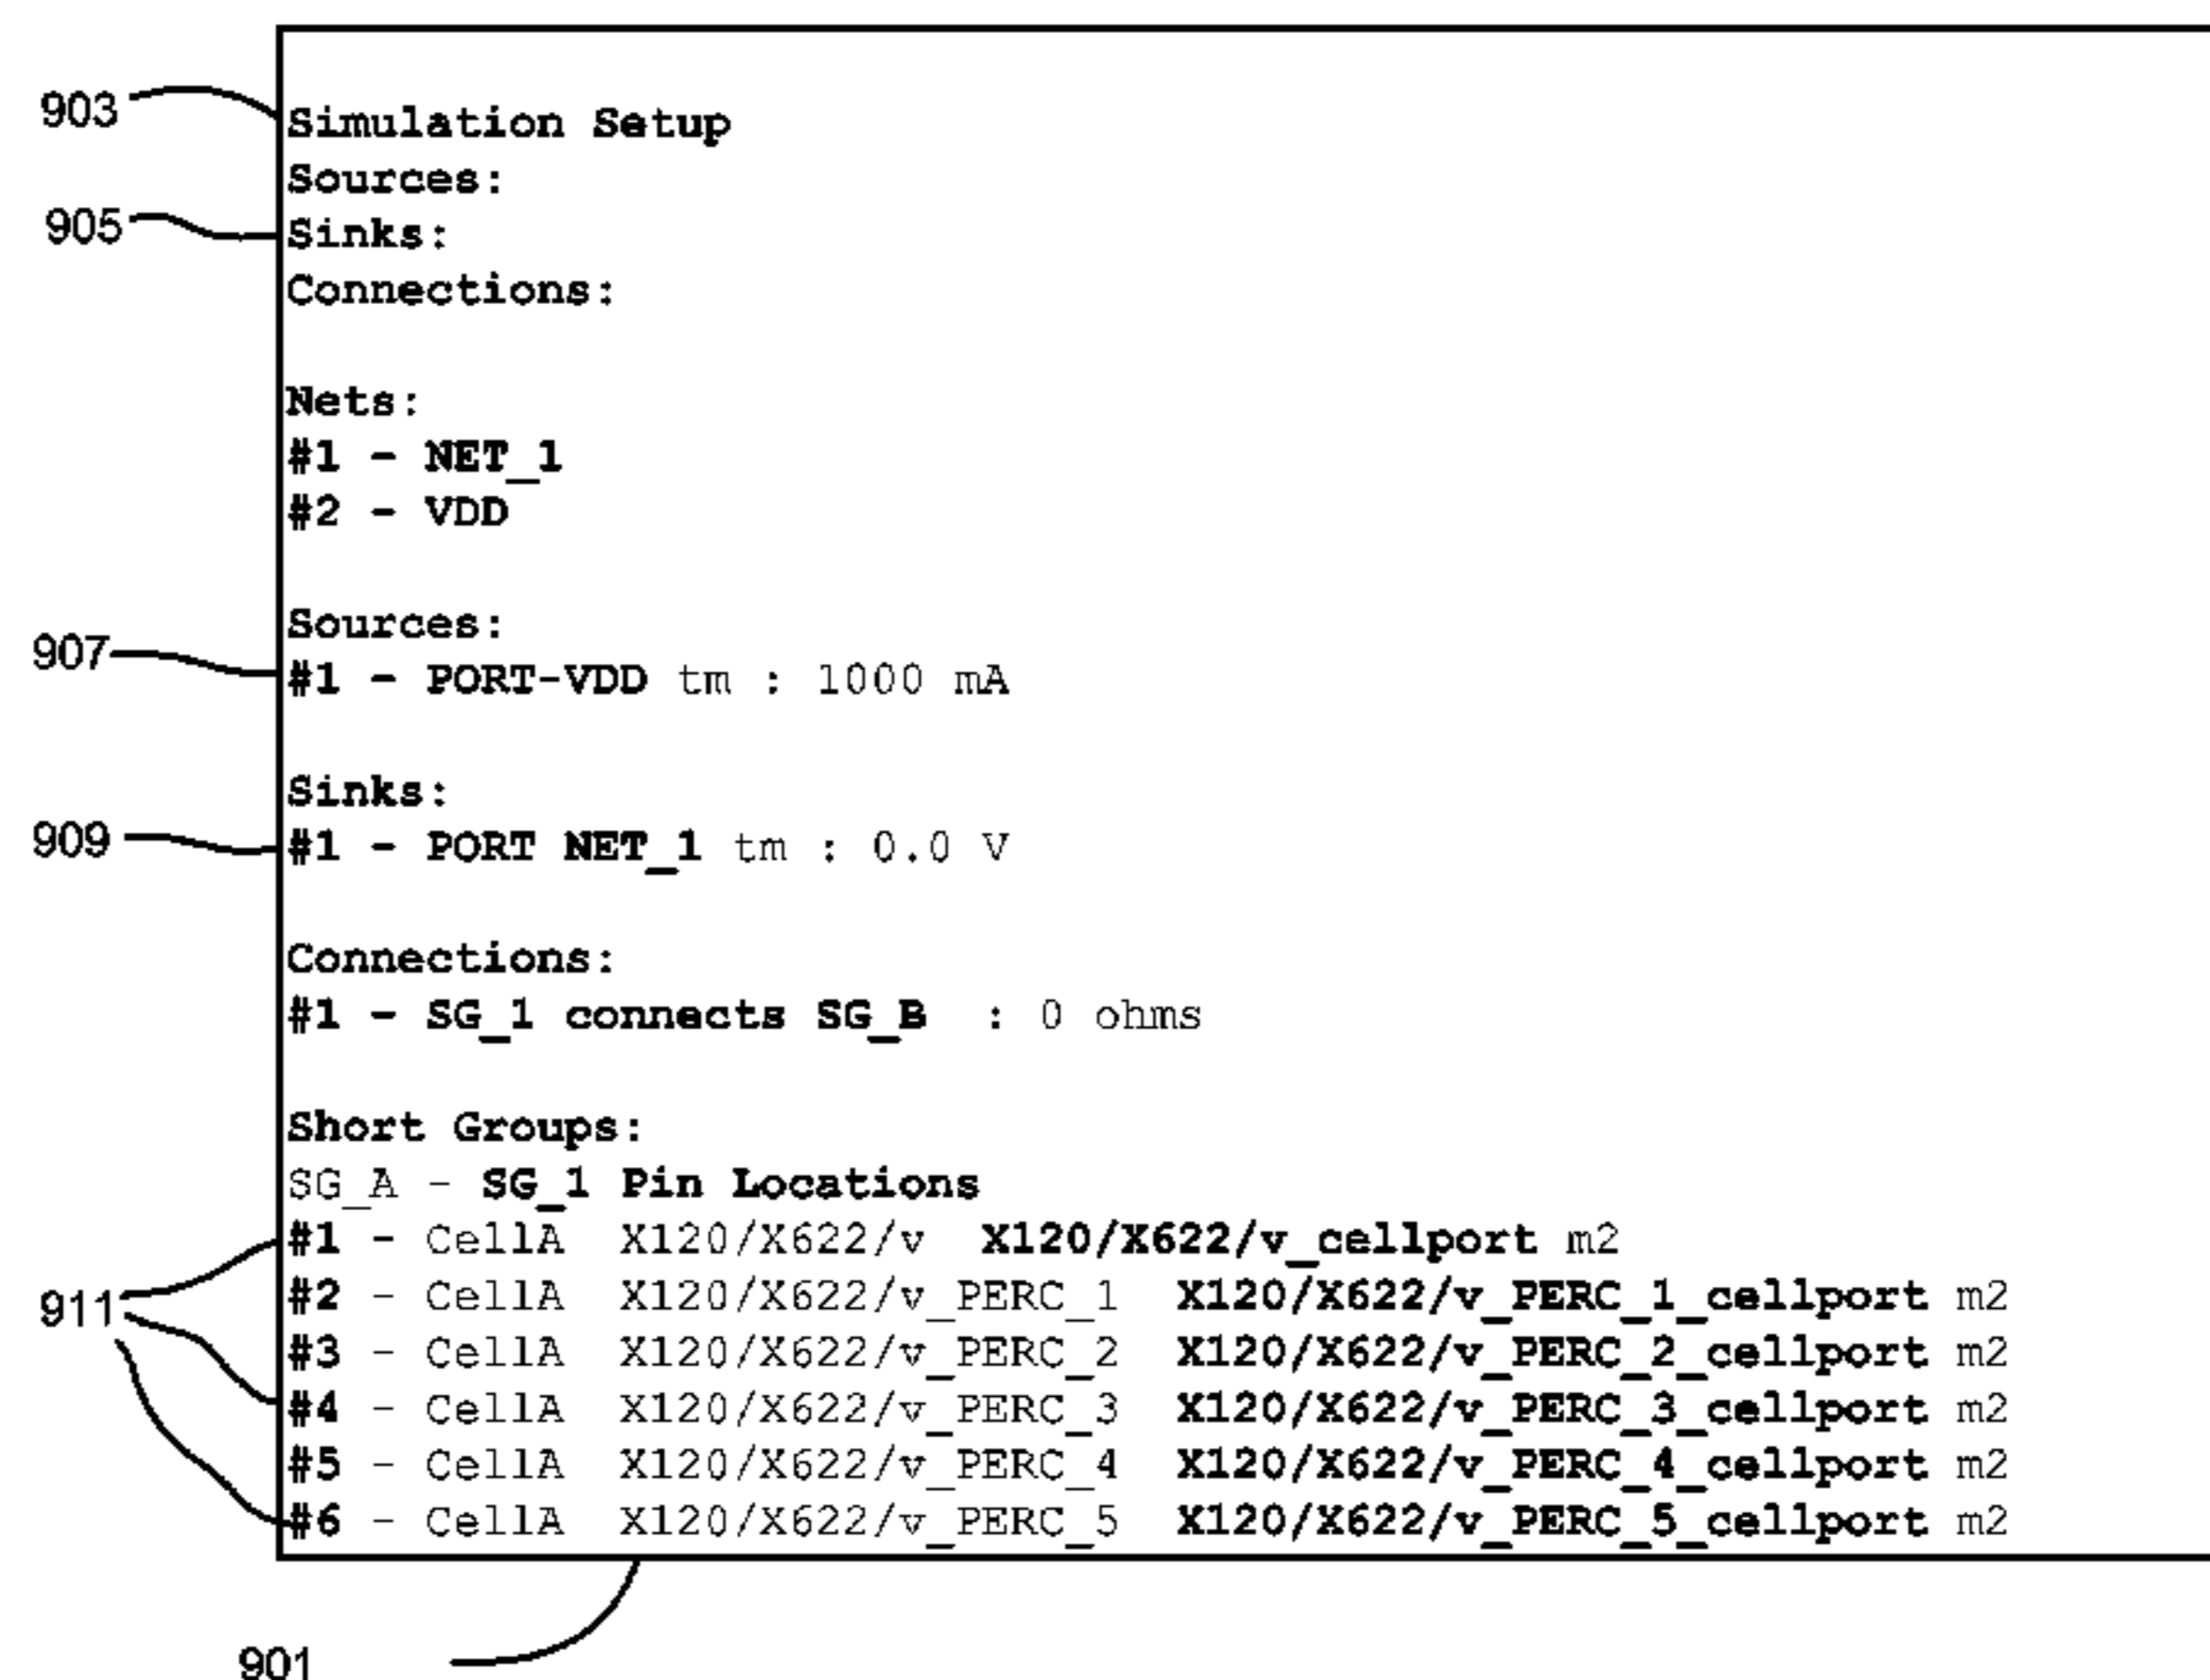 903
Simulation Setup
Sources:
905
Sinks:
Connections:
Nets:
#1 - NET_1
#2 - VDD
Sources:
907
#1 - PORT-VDD tm : 1000 mA
Sinks:
909
#1 - PORT NET_1 tm : 0.0 V
Connections:
#1 - SG_1 connects SG_B : 0 ohms
Short Groups:
SG_A - SG_1 Pin Locations
#1 - CellA X120/X622/v X120/X622/v_cellport m2
911
#2 - CellA X120/X622/v_PERC_1 X120/X622/v_PERC_1_cellport m2
#3 - CellA X120/X622/v_PERC_2 X120/X622/v_PERC_2_cellport m2
#4 - CellA X120/X622/v_PERC_3 X120/X622/v_PERC_3_cellport m2
#5 - CellA X120/X622/v_PERC_4 X120/X622/v_PERC_4_cellport m2
#6 - CellA X120/X622/v_PERC_5 X120/X622/v_PERC_5_cellport m2
901